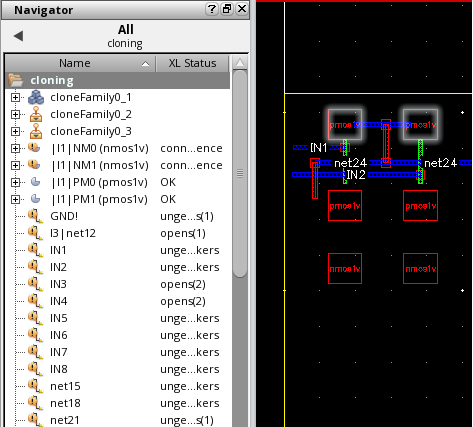 Navigator
All
cloning
Name XL Status
cloning
cloneFamily0_1
cloneFamily0_2
cloneFamily0_3
|I1|NM0 (nmos1v) conn...ence
|I1|NM1 (nmos1v) conn...ence
|I1|PM0 (pmos1v) OK
|I1|PM1 (pmos1v) OK
GND! unge...s(1)
I3|net12 opens(1)
IN1 unge...kers
IN2 unge...kers
IN3 opens(2)
IN4 opens(2)
IN5 unge...kers
IN6 unge...kers
IN7 unge...kers
IN8 unge...kers
net15 unge...kers
net18 unge...kers
net21 unge...s(1)
pmos1v pmos1v
IN1
net24 net24
IN2
pmos1v pmos1v
pmos1v pmos1v